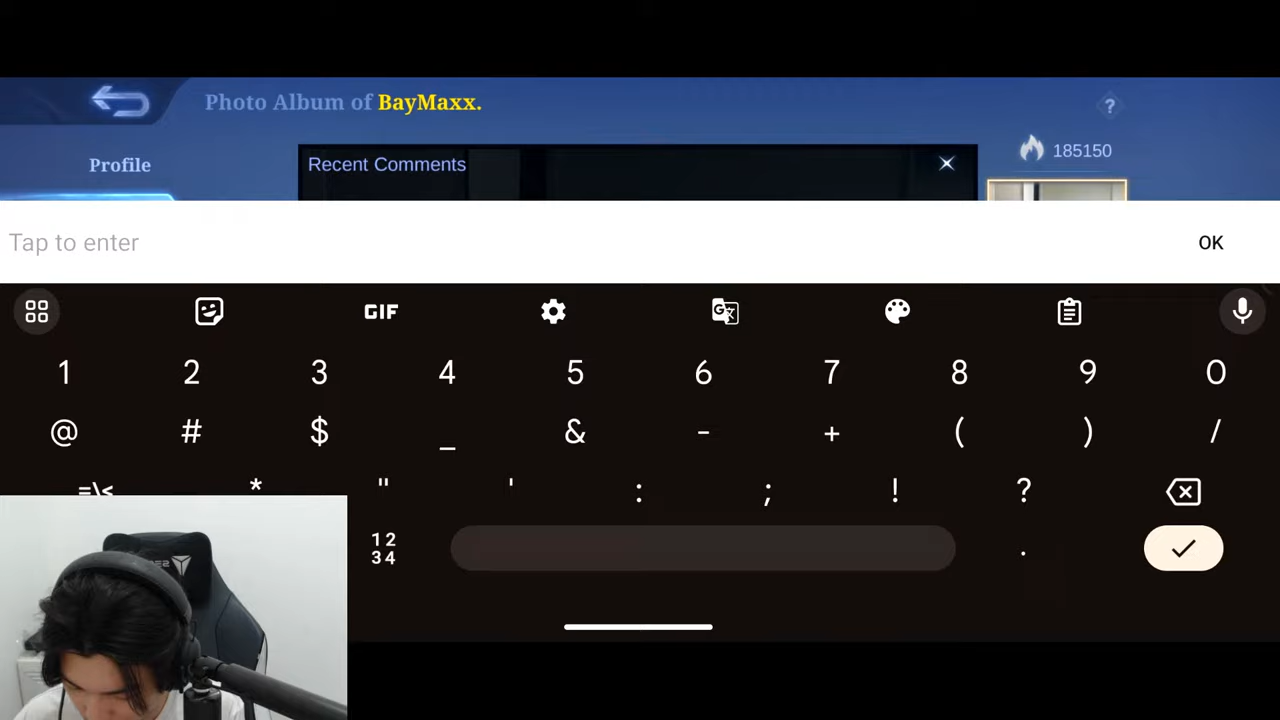 Photo Album of BayMaxx.
?
Profile
Recent Comments
185150
Tap to enter
OK
GIF
1 2 3 4 5 6 7 8 9 0
@ # $ _ & - + ( ) /
=\< * " ' : ; ! ?
12
34
.